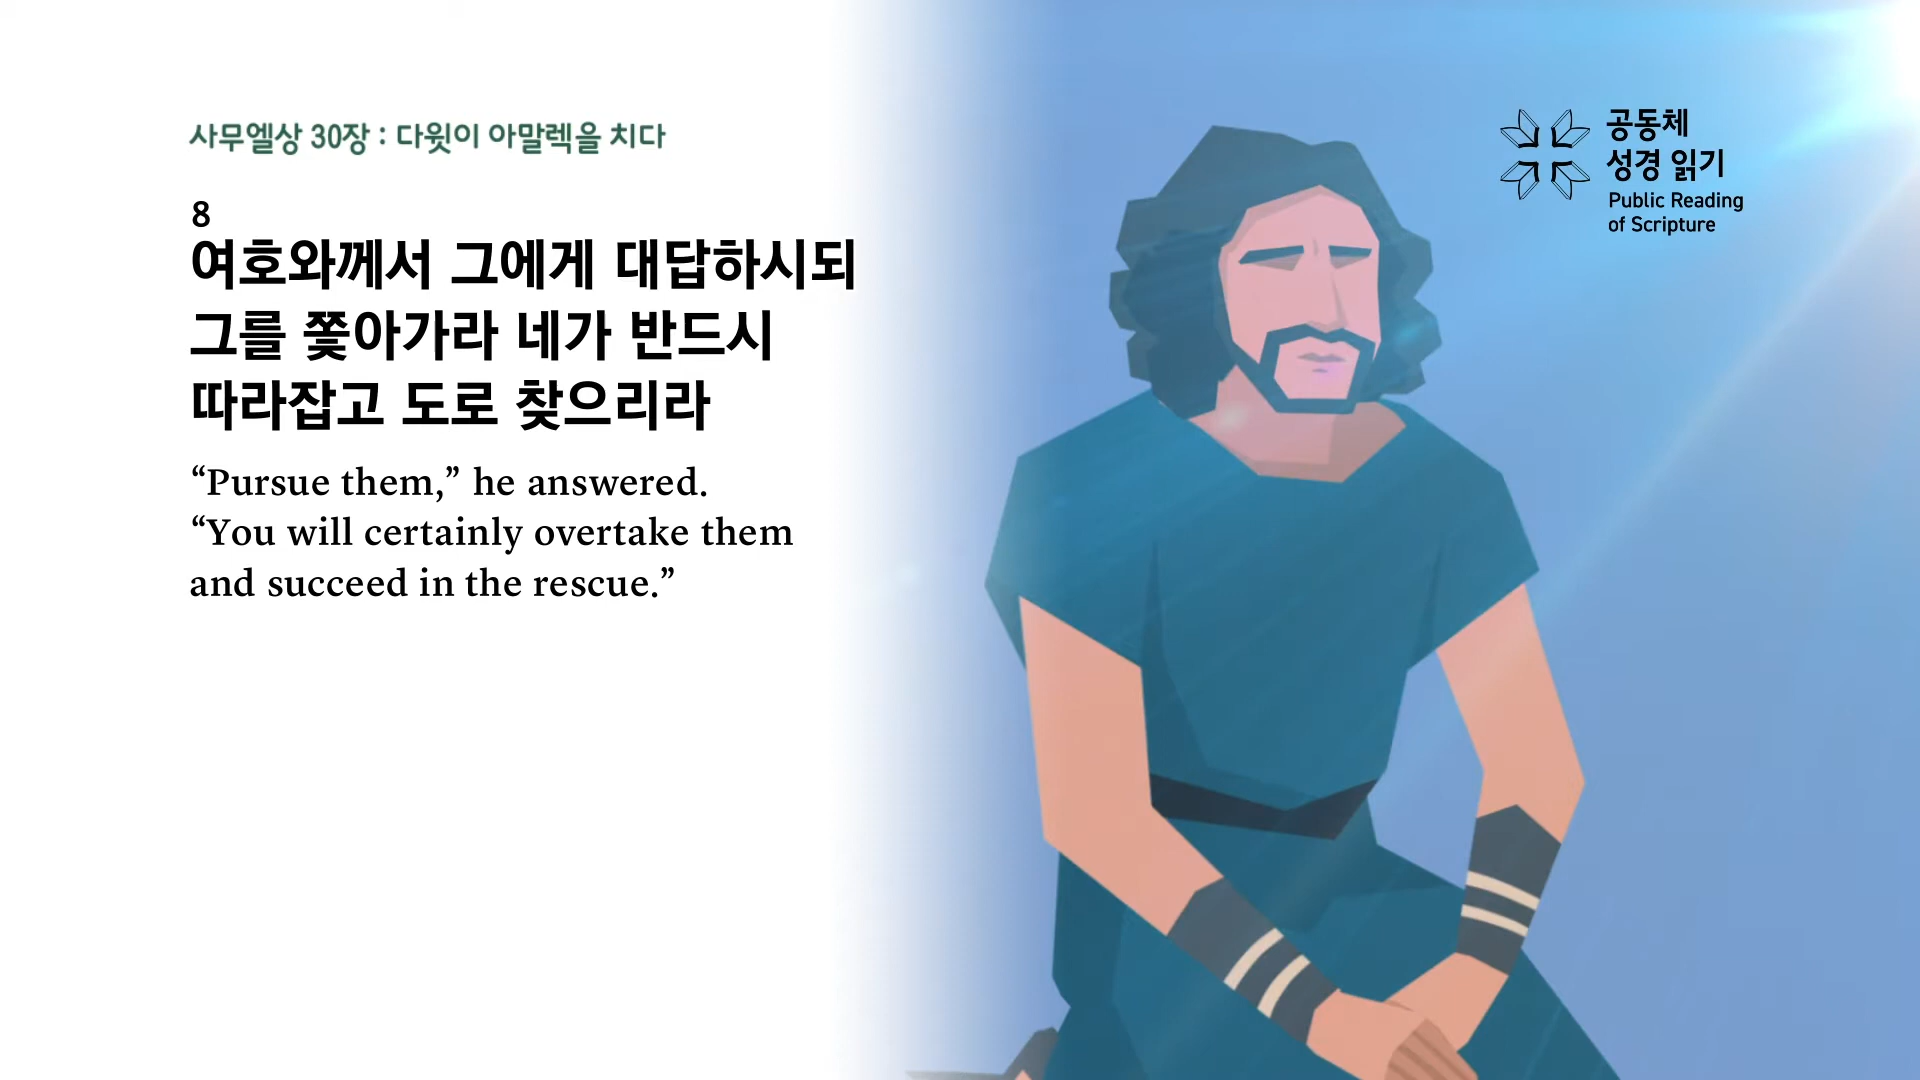 사무엘상 30장 : 다윗이 아말렉을 치다
8
여호와께서 그에게 대답하시되
그를 쫓아가라 네가 반드시
따라잡고 도로 찾으리라
“Pursue them,” he answered.
“You will certainly overtake them
and succeed in the rescue.”
공동체
성경 읽기
Public Reading
of Scripture